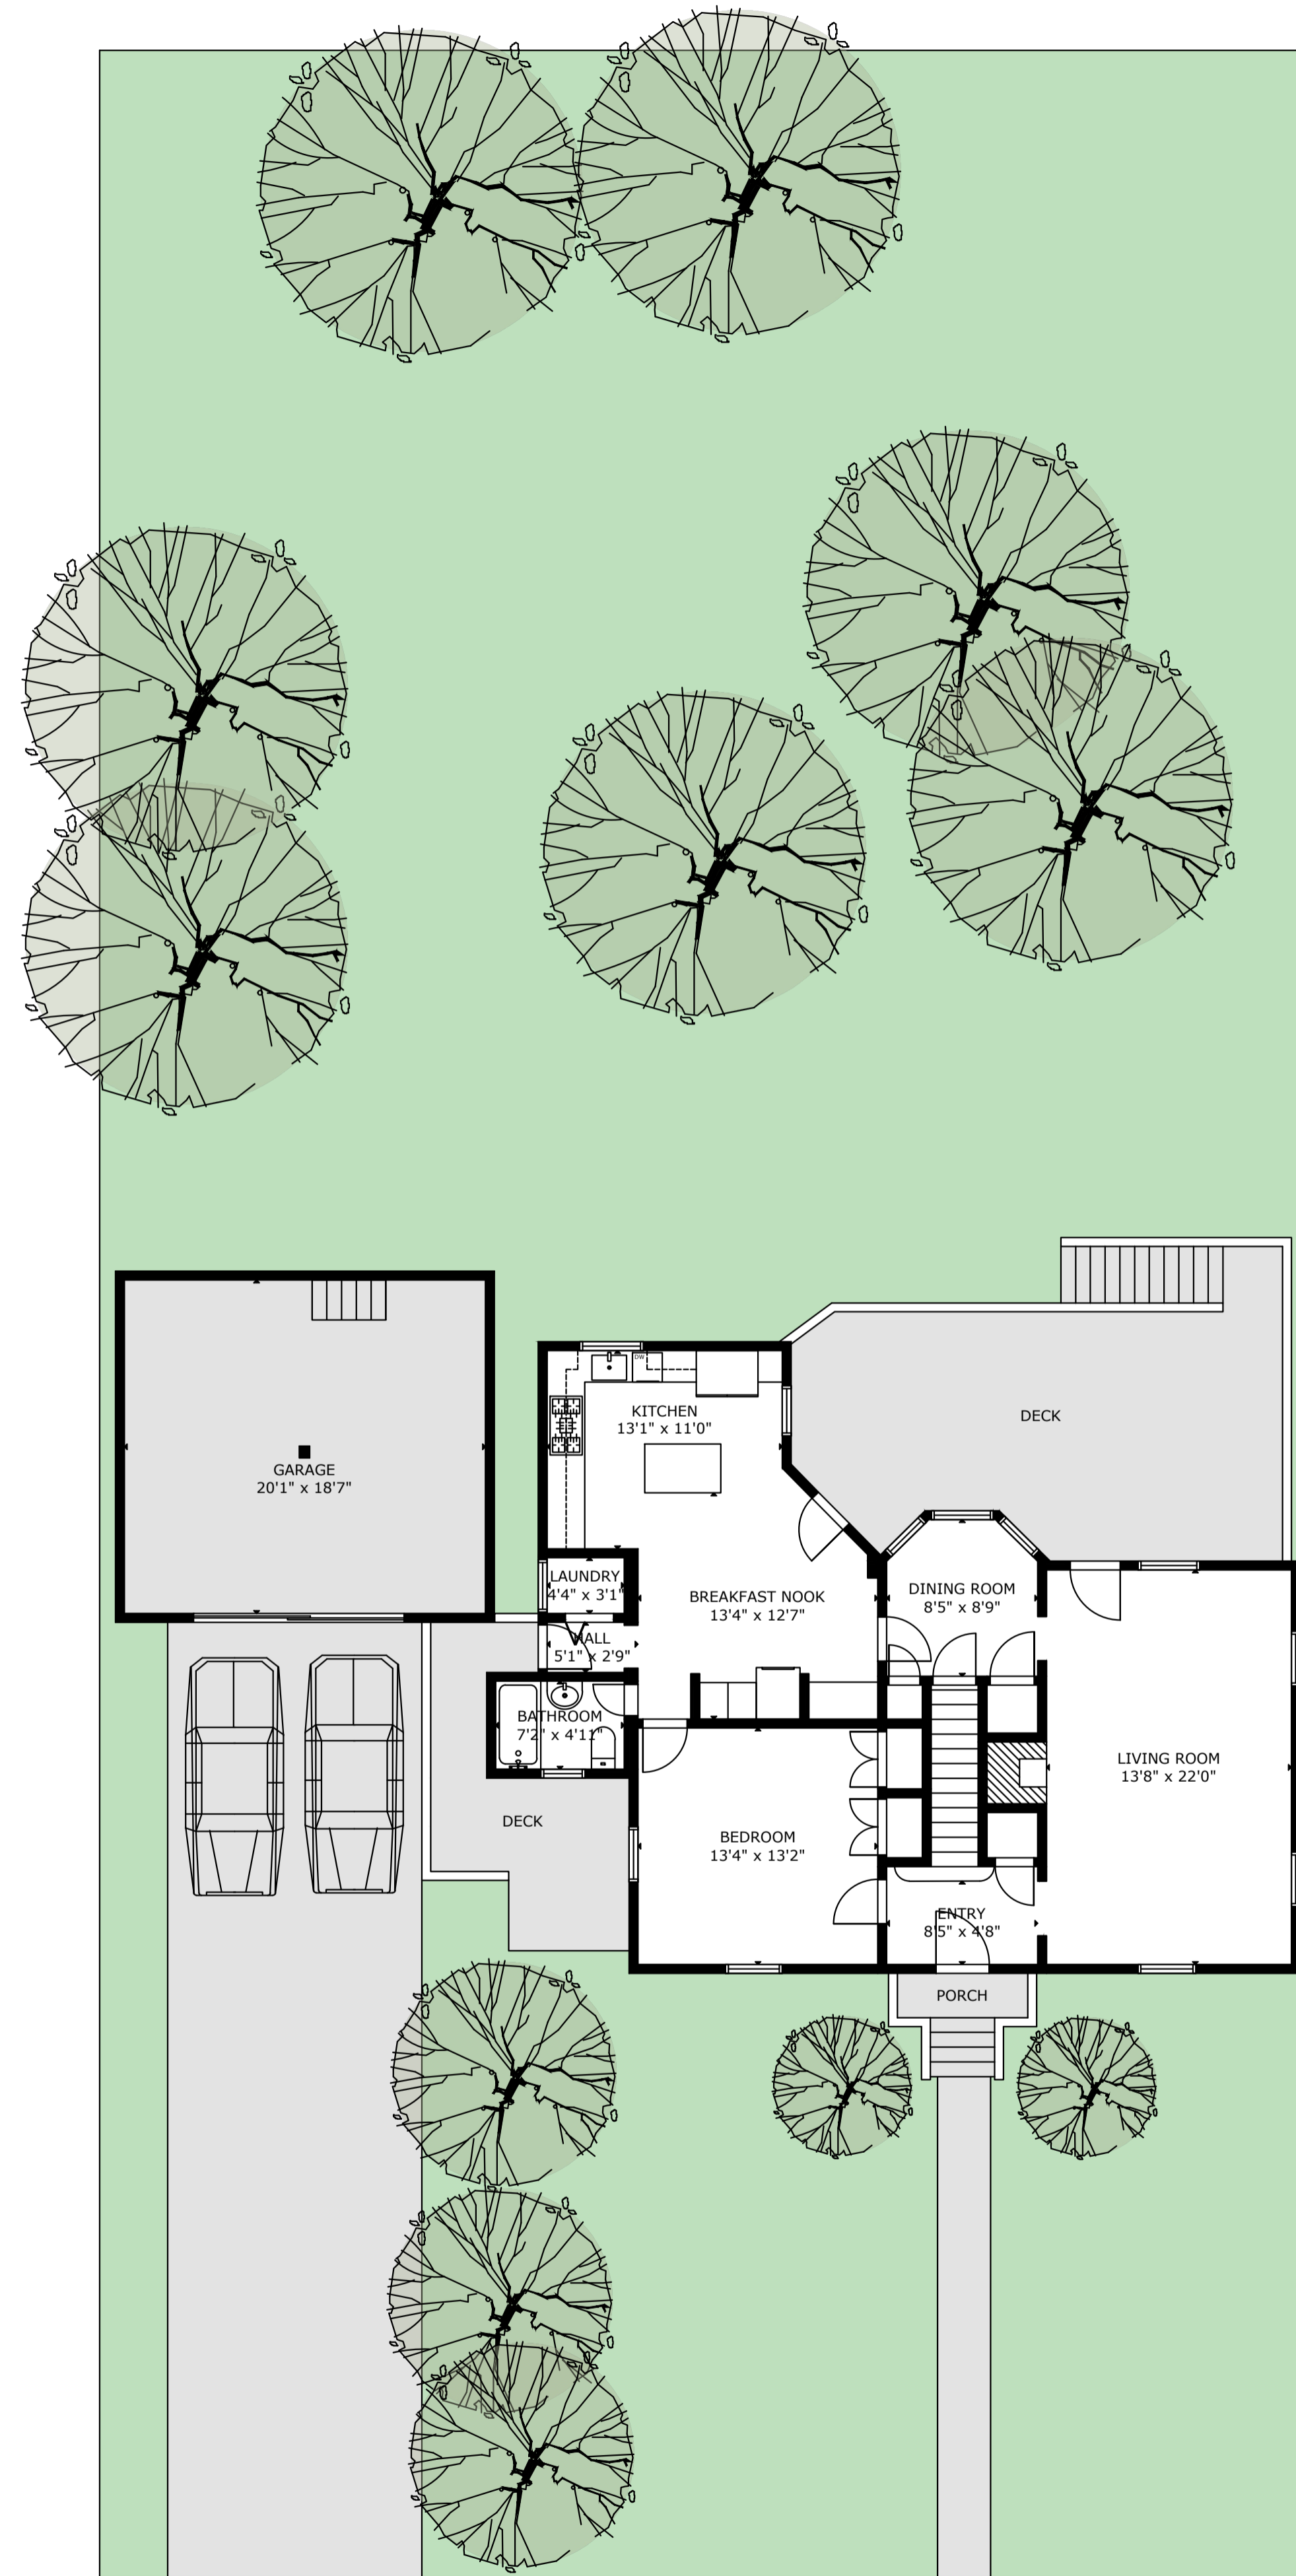 DW
KITCHEN
13'1" x 11'0"
DECK
GARAGE
20'1" x 18'7"
LAUNDRY
4'4" x 3'1"
BREAKFAST NOOK
13'4" x 12'7"
DINING ROOM
8'5" x 8'9"
HALL
5'1" x 2'9"
BATHROOM
7'2" x 4'11"
LIVING ROOM
13'8" x 22'0"
DECK
BEDROOM
13'4" x 13'2"
ENTRY
8'5" x 4'8"
PORCH